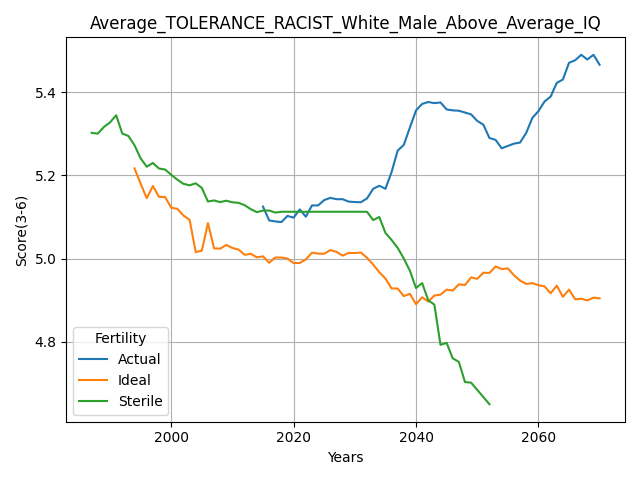 Average_TOLERANCE_RACIST_White_Male_Above_Average_IQ
Score(3-6)
5.4
5.2
5.0
4.8
Fertility
Actual
Ideal
Sterile
2000 2020 2040 2060
Years